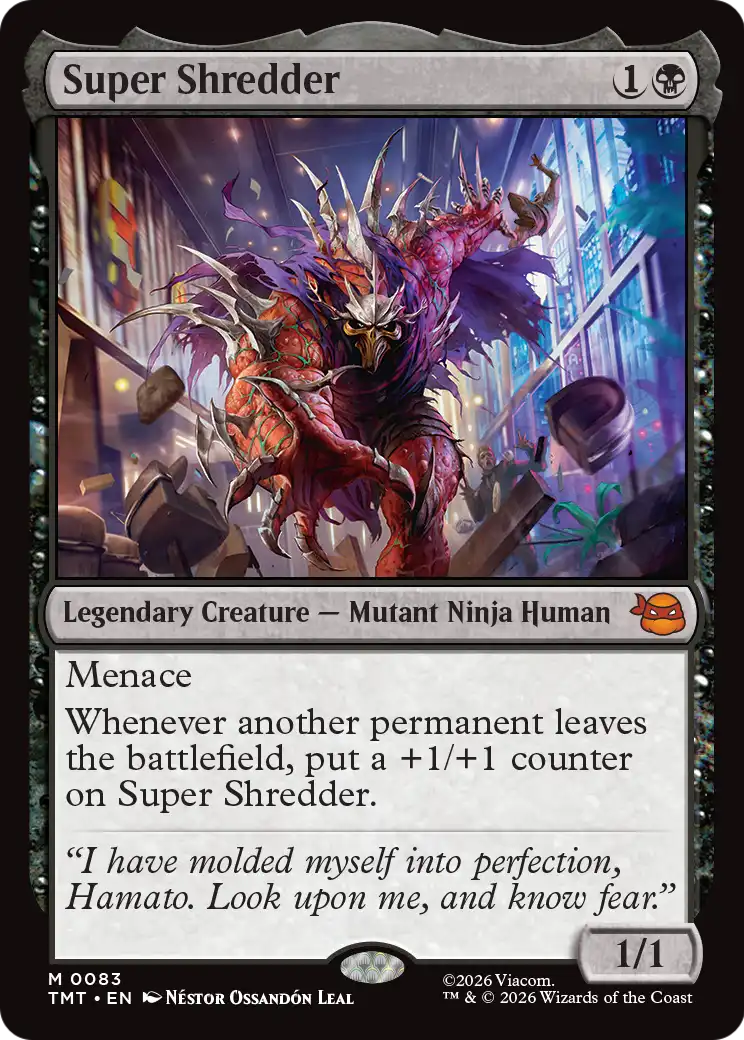 Super Shredder 1
Legendary Creature — Mutant Ninja Human
Menace
Whenever another permanent leaves
the battlefield, put a +1/+1 counter
on Super Shredder.
“I have molded myself into perfection,
Hamato. Look upon me, and know fear.”
1/1
M 0083
TMT • EN Néstor Ossandón Leal
©2026 Viacom.
™ & © 2026 Wizards of the Coast